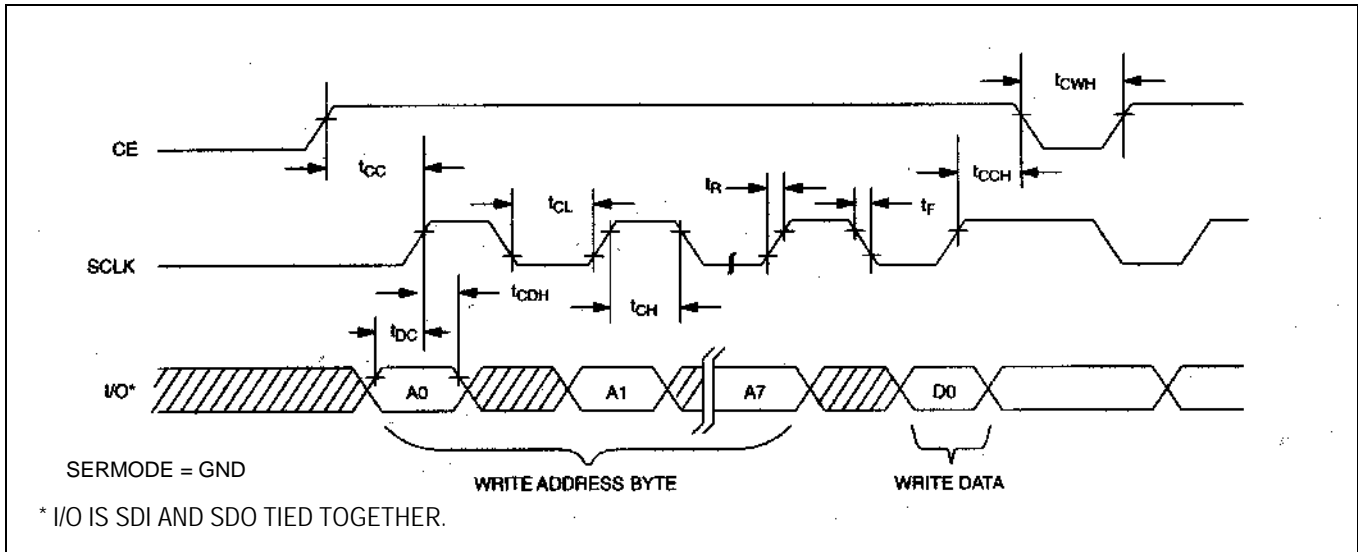 tCWH
CE
tCC
tCCH
tR
tCL
tF
SCLK
tCDH
tCH
tDC
I/O*
A0
A1
A7
D0
WRITE ADDRESS BYTE
WRITE DATA
SERMODE = GND
* I/O IS SDI AND SDO TIED TOGETHER.